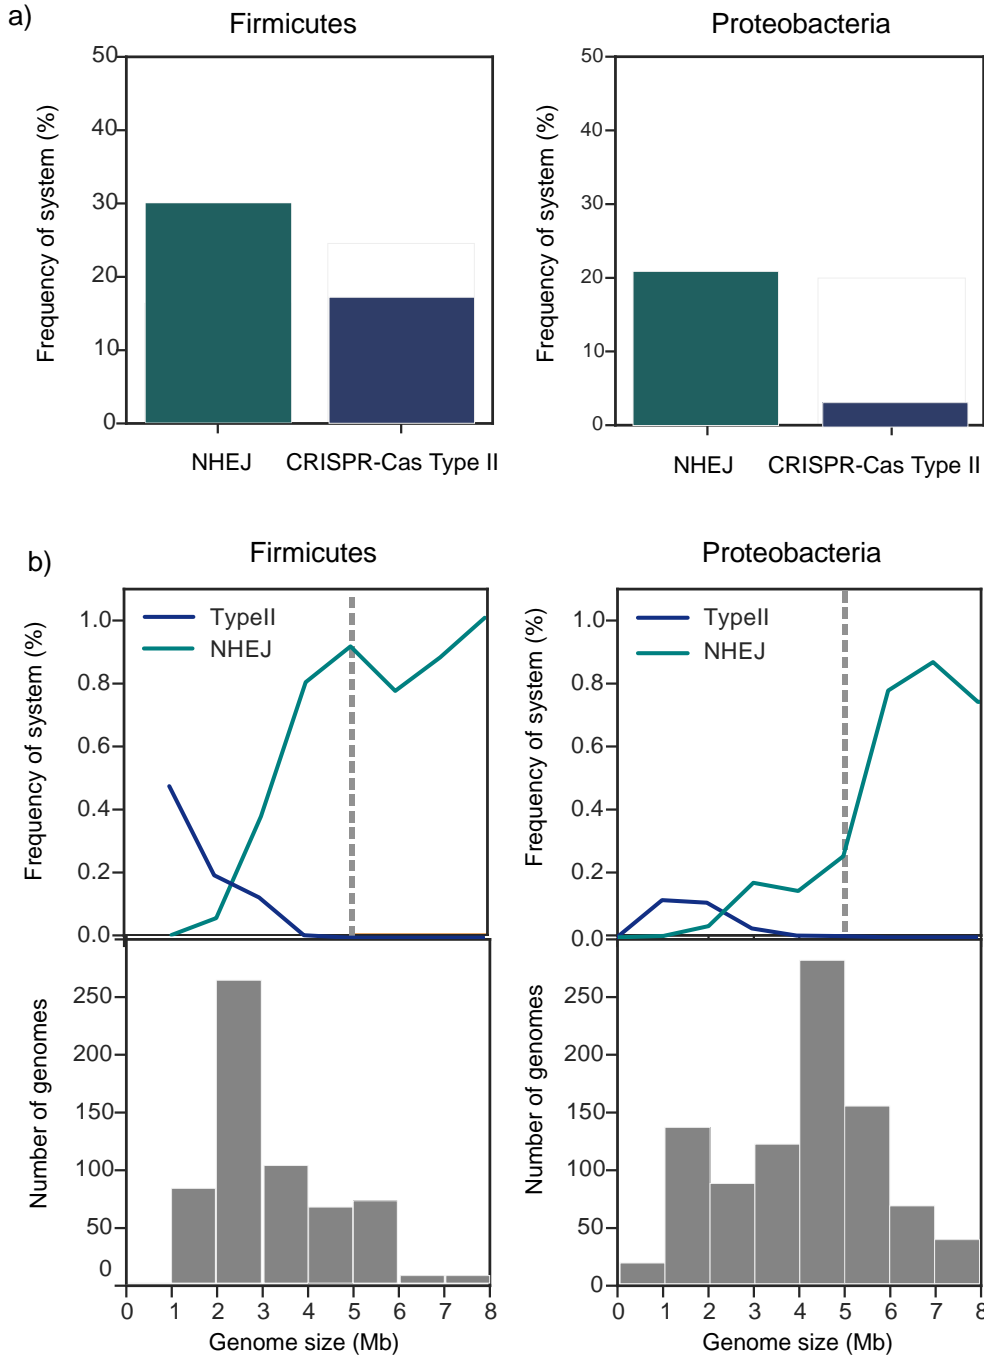 a)
Firmicutes
Proteobacteria
Frequency of system (%)
50
40
30
20
10
0
NHEJ
CRISPR-Cas Type II
Frequency of system (%)
50
40
30
20
10
0
NHEJ
CRISPR-Cas Type II
b)
Firmicutes
Proteobacteria
Frequency of system (%)
1.0
0.8
0.6
0.4
0.2
0.0
TypeII
NHEJ
Frequency of system (%)
1.0
0.8
0.6
0.4
0.2
0.0
TypeII
NHEJ
Number of genomes
250
200
150
100
50
0
0 1 2 3 4 5 6 7 8
Genome size (Mb)
Number of genomes
250
200
150
100
50
0
0 1 2 3 4 5 6 7 8
Genome size (Mb)